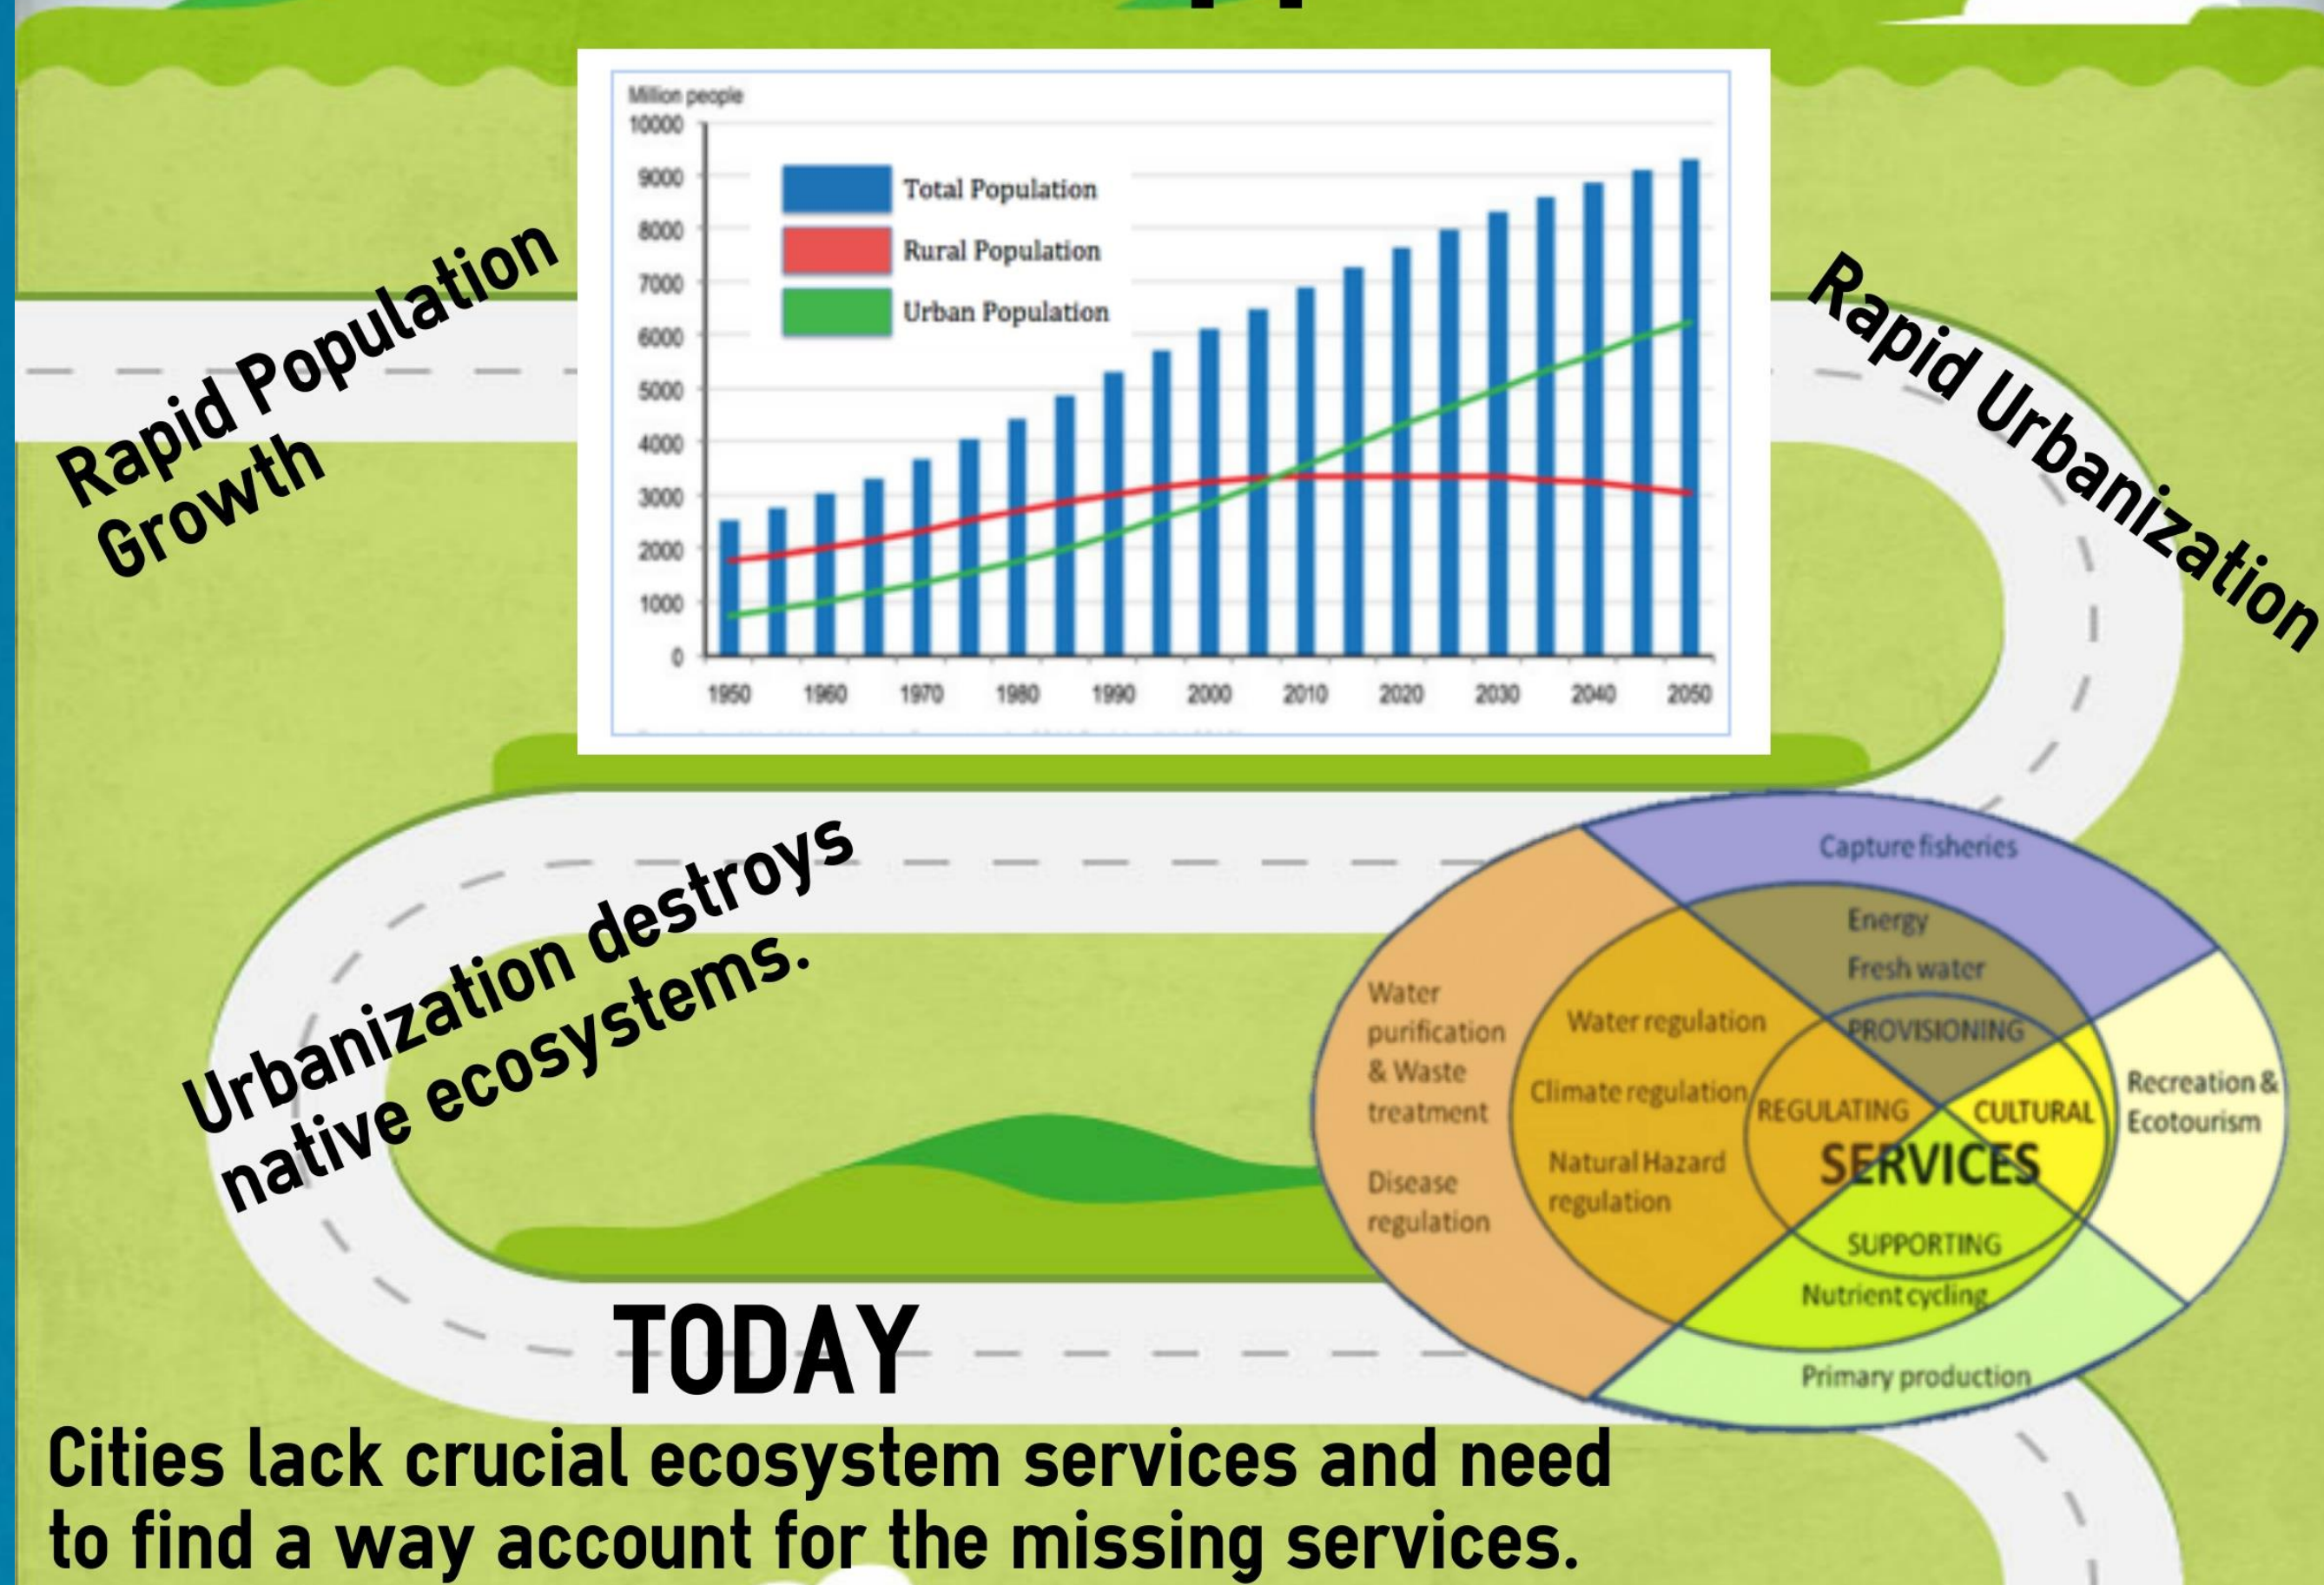 Million people
10000
9000
8000
7000
6000
5000
4000
3000
2000
1000
0
Total Population
Rural Population
Urban Population
1950 1960 1970 1980 1990 2000 2010 2020 2030 2040 2050
Rapid Population
Growth
Rapid Urbanization
Urbanization destroys
native ecosystems.
Capture fisheries
Energy
Fresh water
PROVISIONING
Water
purification
& Waste
treatment
Disease
regulation
Water regulation
Climate regulation
Natural Hazard
regulation
REGULATING
CULTURAL
SERVICES
Recreation &
Ecotourism
SUPPORTING
Nutrient cycling
Primary production
TODAY
Cities lack crucial ecosystem services and need
to find a way account for the missing services.